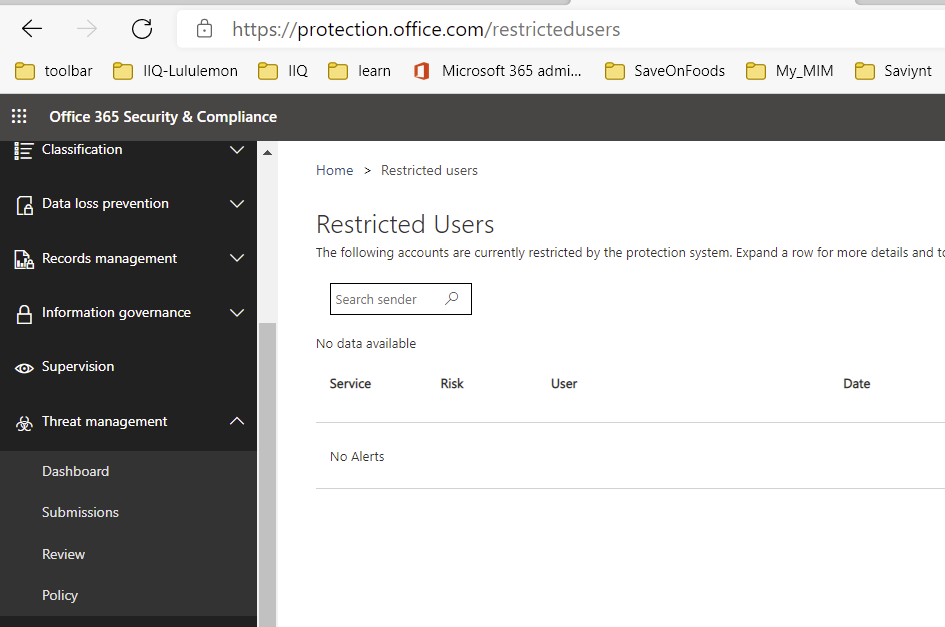 https://protection.office.com/restrictedusers
toolbar IIQ-Lululemon IIQ learn Microsoft 365 admi... SaveOnFoods My_MIM Saviynt
Office 365 Security & Compliance
Classification
Data loss prevention
Records management
Information governance
Supervision
Threat management
Dashboard
Submissions
Review
Policy
Home > Restricted users
Restricted Users
The following accounts are currently restricted by the protection system. Expand a row for more details and to
Search sender
No data available
Service Risk User Date
No Alerts